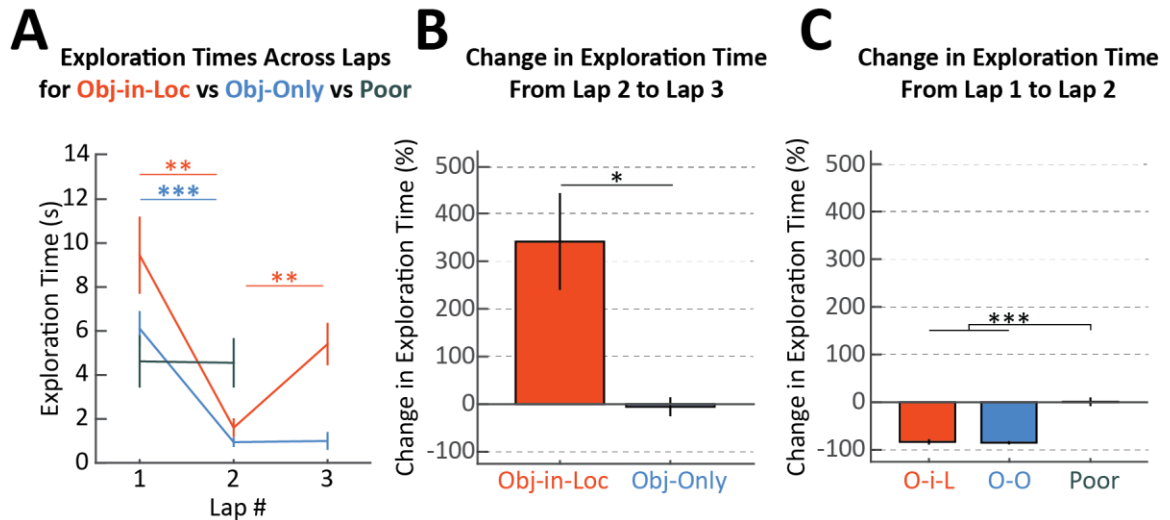 A
Exploration Times Across Laps
for Obj-in-Loc vs Obj-Only vs Poor
Exploration Time (s)
14
12
10
8
6
4
2
0
**
***
**
1
2
3
Lap #
B
Change in Exploration Time
From Lap 2 to Lap 3
Change in Exploration Time (%)
500
400
300
200
100
0
-100
*
Obj-in-Loc
Obj-Only
C
Change in Exploration Time
From Lap 1 to Lap 2
Change in Exploration Time (%)
500
400
300
200
100
0
-100
***
O-i-L
O-O
Poor